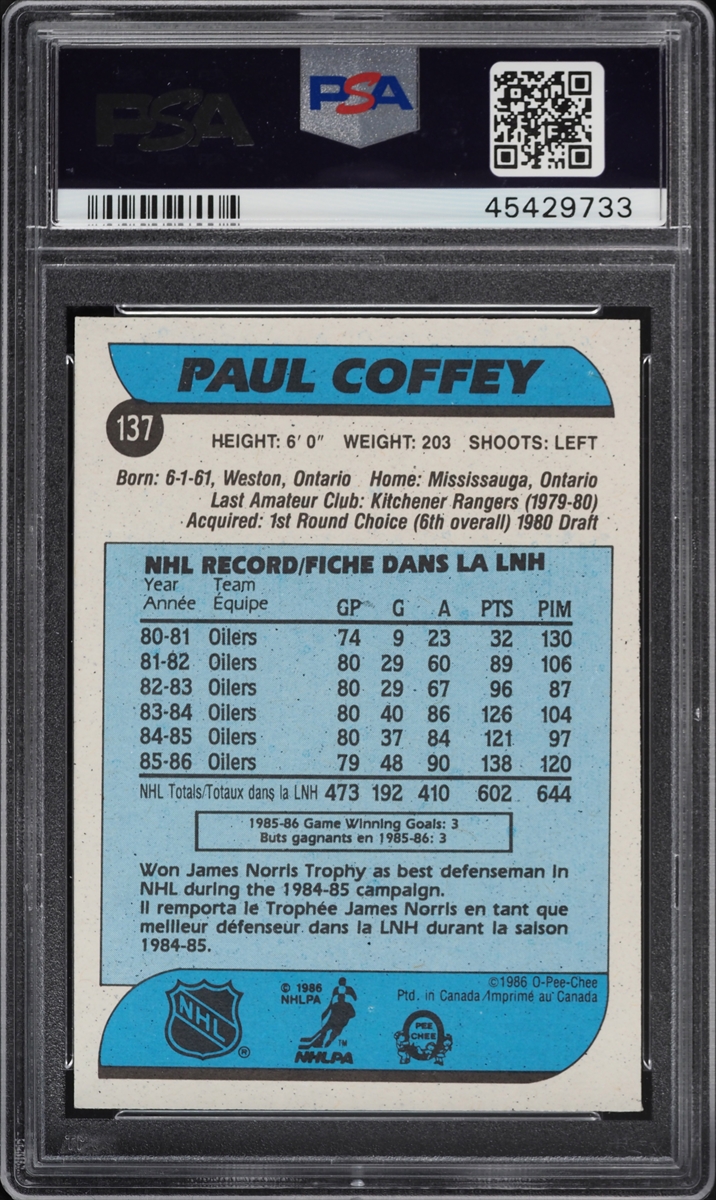 PSA PSA
45429733
PAUL COFFEY
137
HEIGHT: 6' 0" WEIGHT: 203 SHOOTS: LEFT
Born: 6-1-61, Weston, Ontario Home: Mississauga, Ontario
Last Amateur Club: Kitchener Rangers (1979-80)
Acquired: 1st Round Choice (6th overall) 1980 Draft
NHL RECORD/FICHE DANS LA LNH
Year Team
Année Équipe GP G A PTS PIM
80-81 Oilers 74 9 23 32 130
81-82 Oilers 80 29 60 89 106
82-83 Oilers 80 29 67 96 87
83-84 Oilers 80 40 86 126 104
84-85 Oilers 80 37 84 121 97
85-86 Oilers 79 48 90 138 120
NHL Totals/Totaux dans la LNH 473 192 410 602 644
1985-86 Game Winning Goals: 3
Buts gagnants en 1985-86: 3
Won James Norris Trophy as best defenseman in
NHL during the 1984-85 campaign.
Il remporta le Trophée James Norris en tant que
meilleur défenseur dans la LNH durant la saison
1984-85.
©1986 O-Pee-Chee
Ptd. in Canada/Imprimé au Canada
NHL ®
© 1986
NHLPA
TM
NHLPA
PEE
CHEE